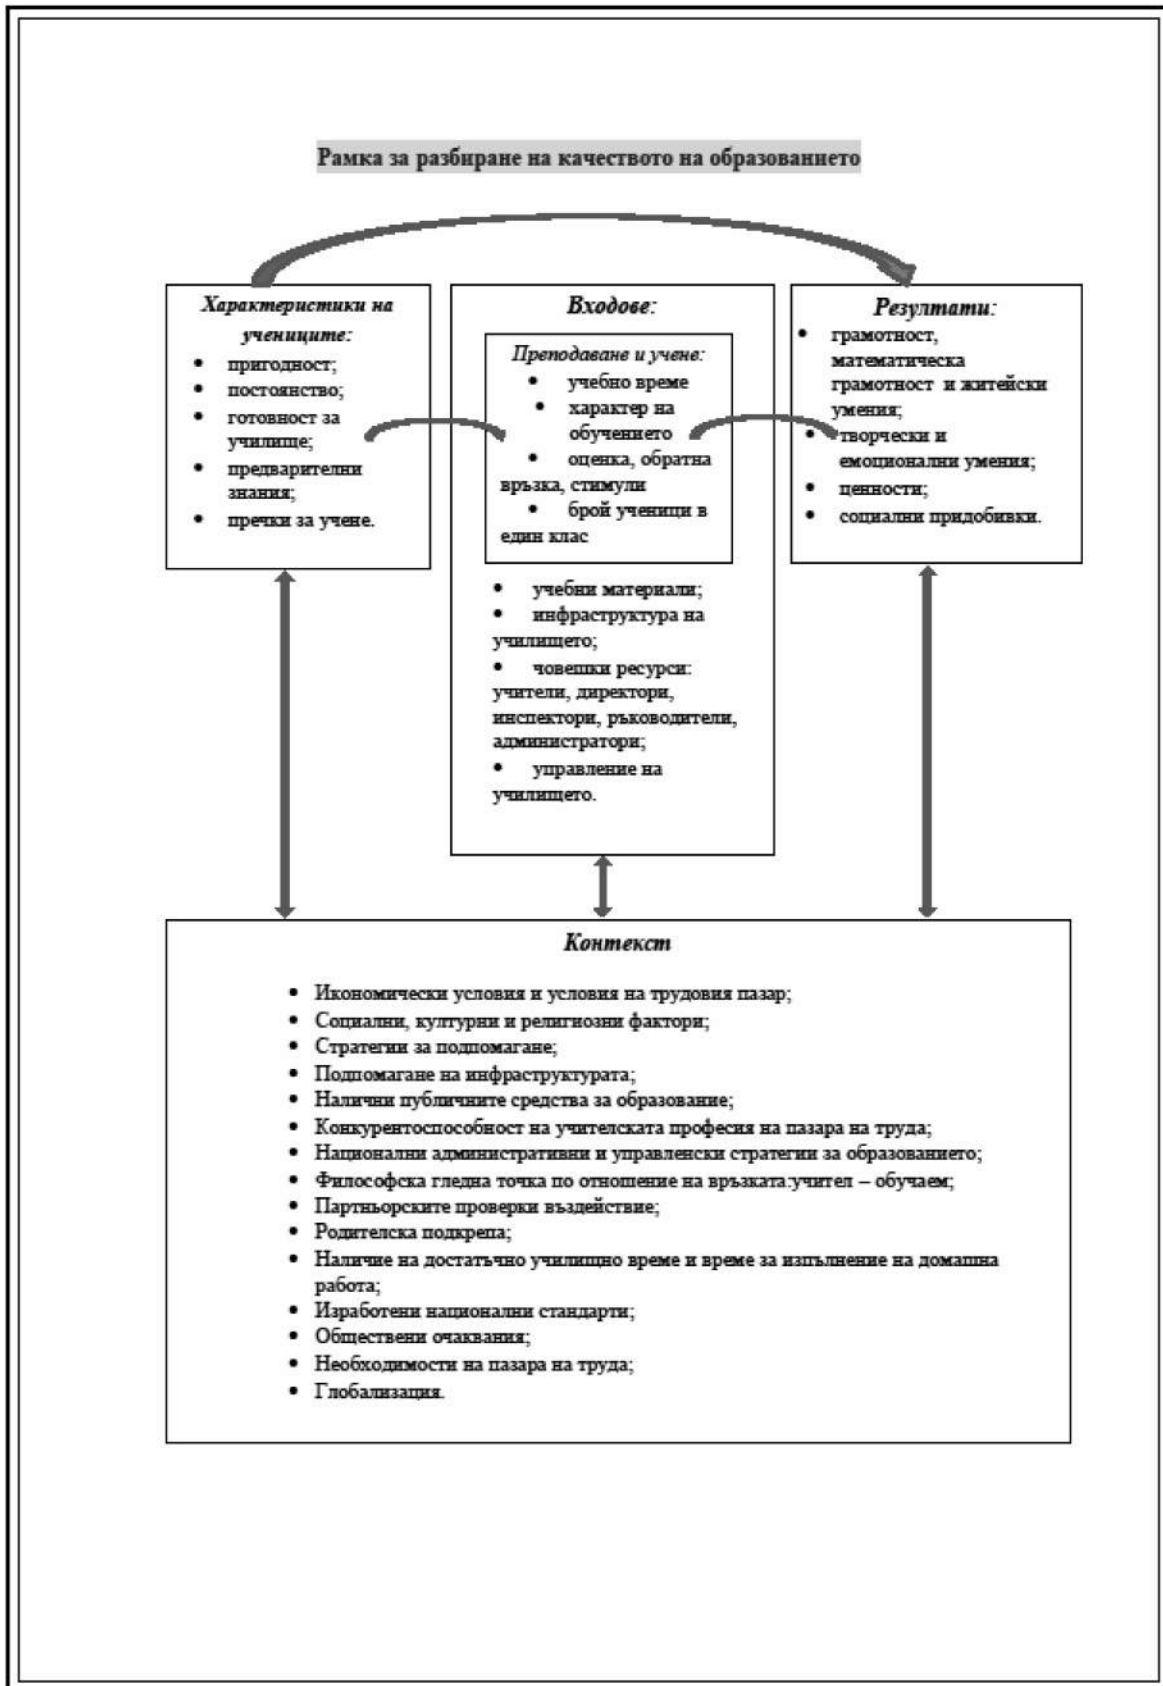 Рамка за разбиране на качеството на образованието
Характеристики на
учениците:
• пригодност;
• постоянство;
• готовност за
училище;
• предварителни
знания;
• пречки за учене.
Входове:
Преподаване и учене:
• учебно време
• характер на
обучението
• оценка, обратна
връзка, стимули
• брой ученици в
един клас
• учебни материали;
• инфраструктура на
училището;
• човешки ресурси:
учители, директори,
инспектори, ръководители,
администратори;
• управление на
училището.
Резултати:
• грамотност,
математическа
грамотност и житейски
умения;
• творчески и
емоционални умения;
• ценности;
• социални придобивки.
Контекст
• Икономически условия и условия на трудовия пазар;
• Социални, културни и религиозни фактори;
• Стратегии за подпомагане;
• Подпомагане на инфраструктурата;
• Налични публичните средства за образование;
• Конкурентоспособност на учителската професия на пазара на труда;
• Национални административни и управленски стратегии за образованието;
• Философска гледна точка по отношение на връзката:учител – обучаем;
• Партньорските проверки въздействие;
• Родителска подкрепа;
• Наличие на достатъчно училищно време и време за изпълнение на домашна
работа;
• Изработени национални стандарти;
• Обществени очаквания;
• Необходимости на пазара на труда;
• Глобализация.